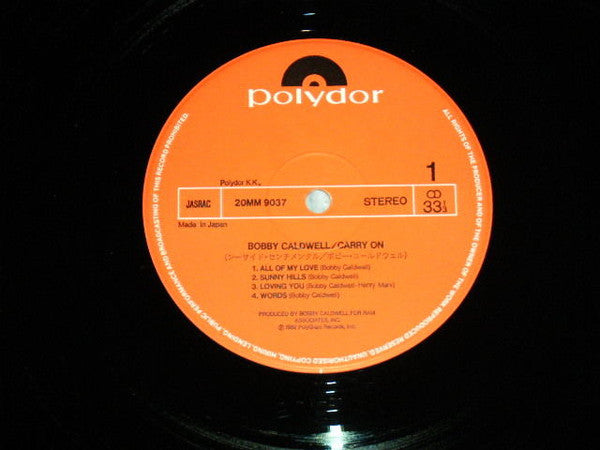 polydor
1
Polydor K.K.,
JASRAC
20MM 9037
STEREO
33 1/3
Made in Japan
BOBBY CALDWELL/CARRY ON
(シーサイド・センチメンタル/ボビー・コールドウェル)
1. ALL OF MY LOVE (Bobby Caldwell)
2. SUNNY HILLS (Bobby Caldwell)
3. LOVING YOU (Bobby Caldwell-Henry Marx)
4. WORDS (Bobby Caldwell)
PRODUCED BY BOBBY CALDWELL FOR
ASSOCIATES, INC.
Ⓟ 1982 PolyGram Records, Inc.
ALL RIGHTS OF THE PRODUCER AND OF THE OWNER OF THE WORK REPRODUCED RESERVED. UNAUTHORISED COPYING, HIRING, LENDING, PUBLIC PERFORMANCE AND BROADCASTING OF THIS RECORD PROHIBITED.